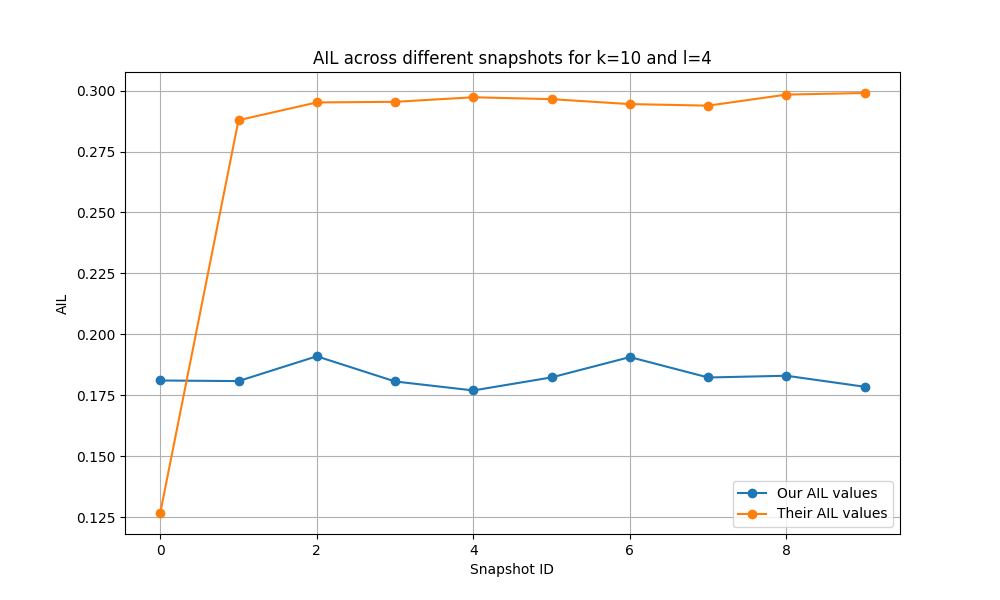 AIL across different snapshots for k=10 and l=4
0.300
0.275
0.250
0.225
0.200
0.175
0.150
0.125
AIL
0 2 4 6 8
Snapshot ID
Our AIL values
Their AIL values